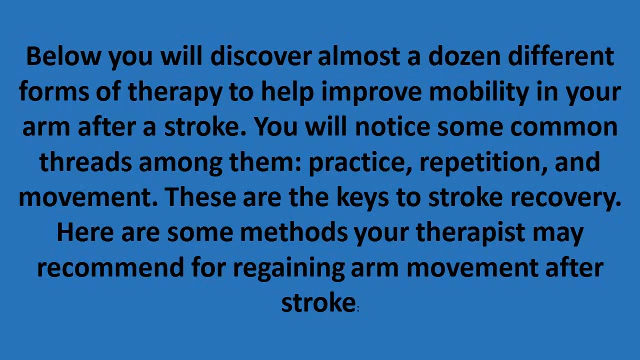 Below you will discover almost a dozen different
forms of therapy to help improve mobility in your
arm after a stroke. You will notice some common
threads among them: practice, repetition, and
movement. These are the keys to stroke recovery.
Here are some methods your therapist may
recommend for regaining arm movement after
stroke: